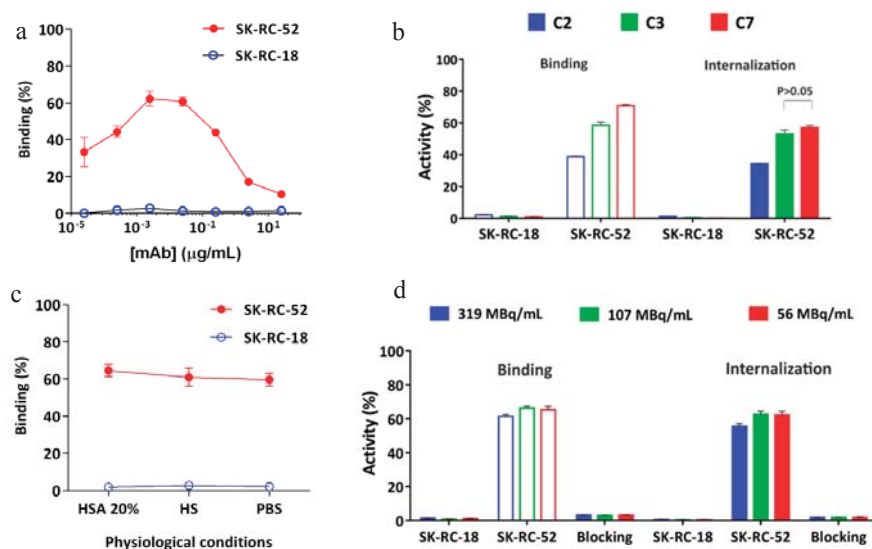 a
SK-RC-52
SK-RC-18
100
80
60
40
20
0
Binding (%)
10-5 10-3 10-1 101
[mAb] (μg/mL)
b
C2 C3 C7
100
80
60
40
20
0
Activity (%)
Binding Internalization
P>0.05
SK-RC-18 SK-RC-52 SK-RC-18 SK-RC-52
c
SK-RC-52
SK-RC-18
100
80
60
40
20
0
Binding (%)
HSA 20% HS PBS
Physiological conditions
d
319 MBq/mL 107 MBq/mL 56 MBq/mL
100
80
60
40
20
0
Activity (%)
Binding Internalization
SK-RC-18 SK-RC-52 Blocking SK-RC-18 SK-RC-52 Blocking